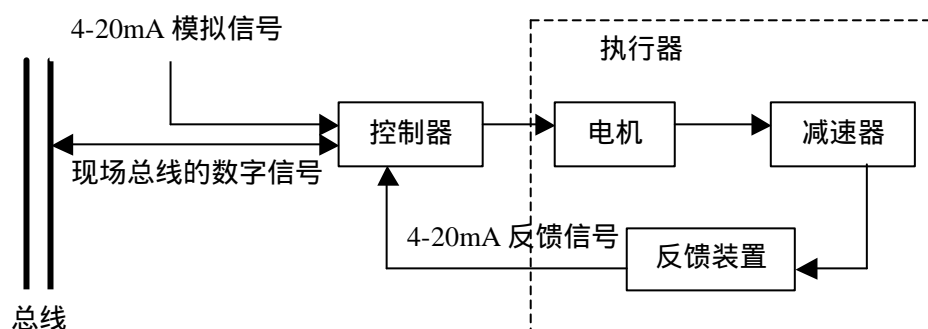 4-20mA 模拟信号
执行器
控制器
电机
减速器
现场总线的数字信号
4-20mA 反馈信号
反馈装置
总线